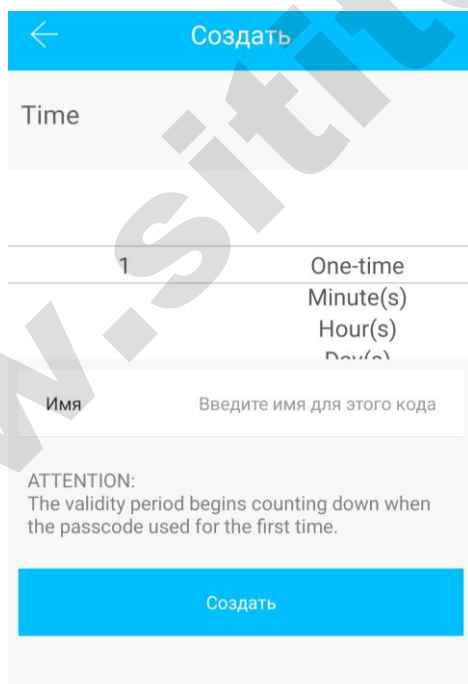 Создать
Time
1 One-time
Minute(s)
Hour(s)
Day(s)
Имя Введите имя для этого кода
ATTENTION:
The validity period begins counting down when
the passcode used for the first time.
Создать